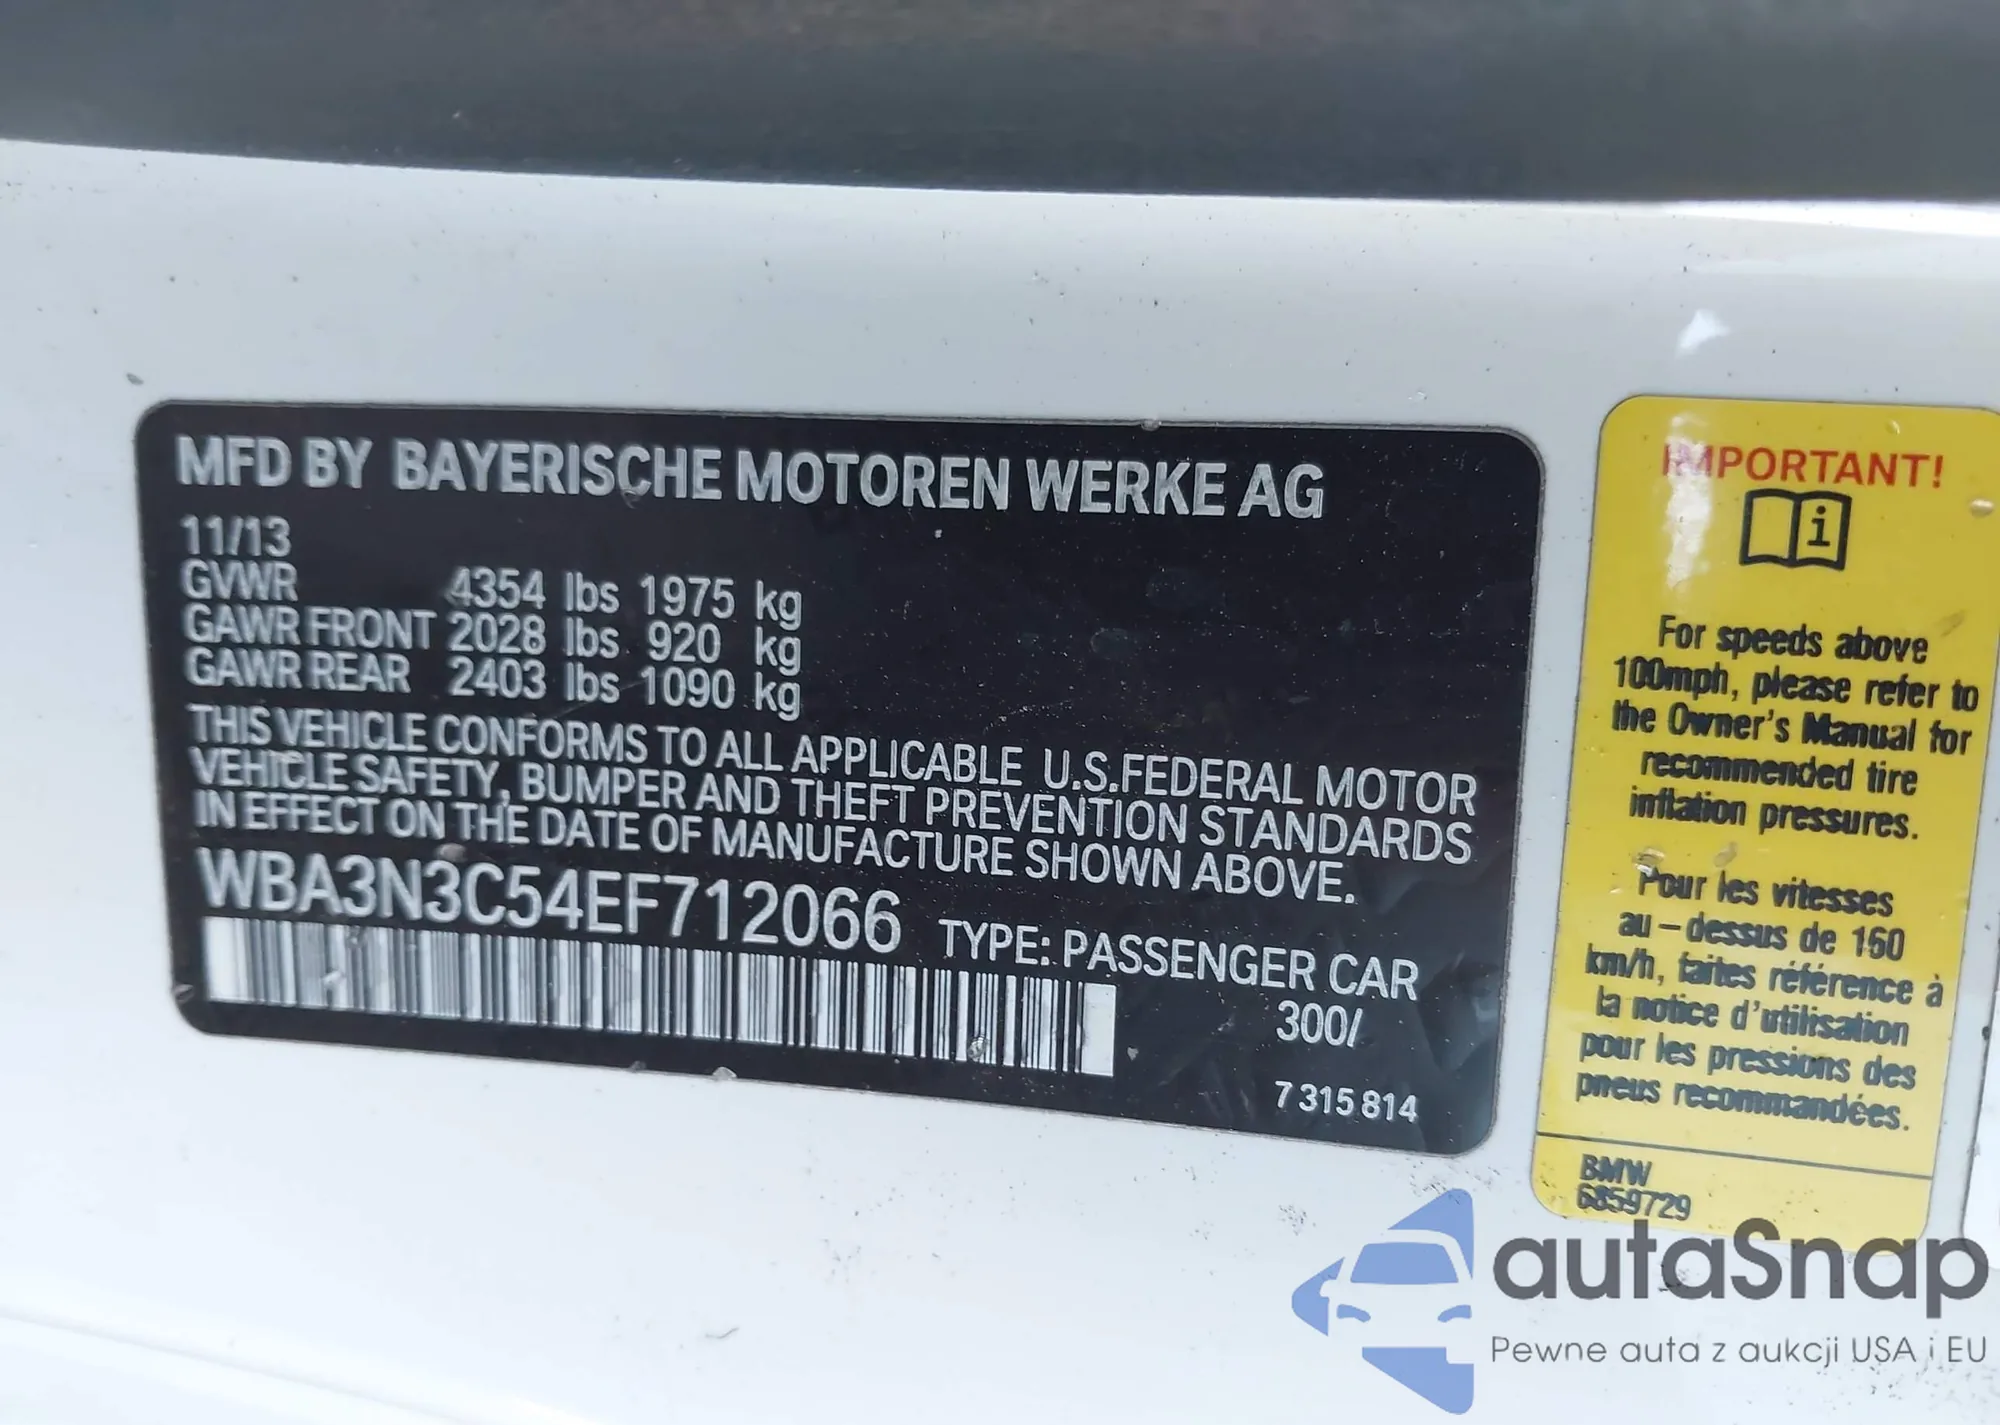 MFD BY BAYERISCHE MOTOREN WERKE AG
11/13
GVWR 4354 lbs 1975 kg
GAWR FRONT 2028 lbs 920 kg
GAWR REAR 2403 lbs 1090 kg
THIS VEHICLE CONFORMS TO ALL APPLICABLE U.S.FEDERAL MOTOR
VEHICLE SAFETY, BUMPER AND THEFT PREVENTION STANDARDS
IN EFFECT ON THE DATE OF MANUFACTURE SHOWN ABOVE.
WBA3N3C54EF712066 TYPE: PASSENGER CAR
300/
7 315 814
IMPORTANT!
i
For speeds above
100mph, please refer to
the Owner's Manual for
recommended tire
inflation pressures.
Pour les vitesses
au-dessus de 160
km/h, faites référence à
la notice d'utilisation
pour les pressions des
pneus recommandées.
BMW
6859729
autaSnap
Pewne auta z aukcji USA i EU